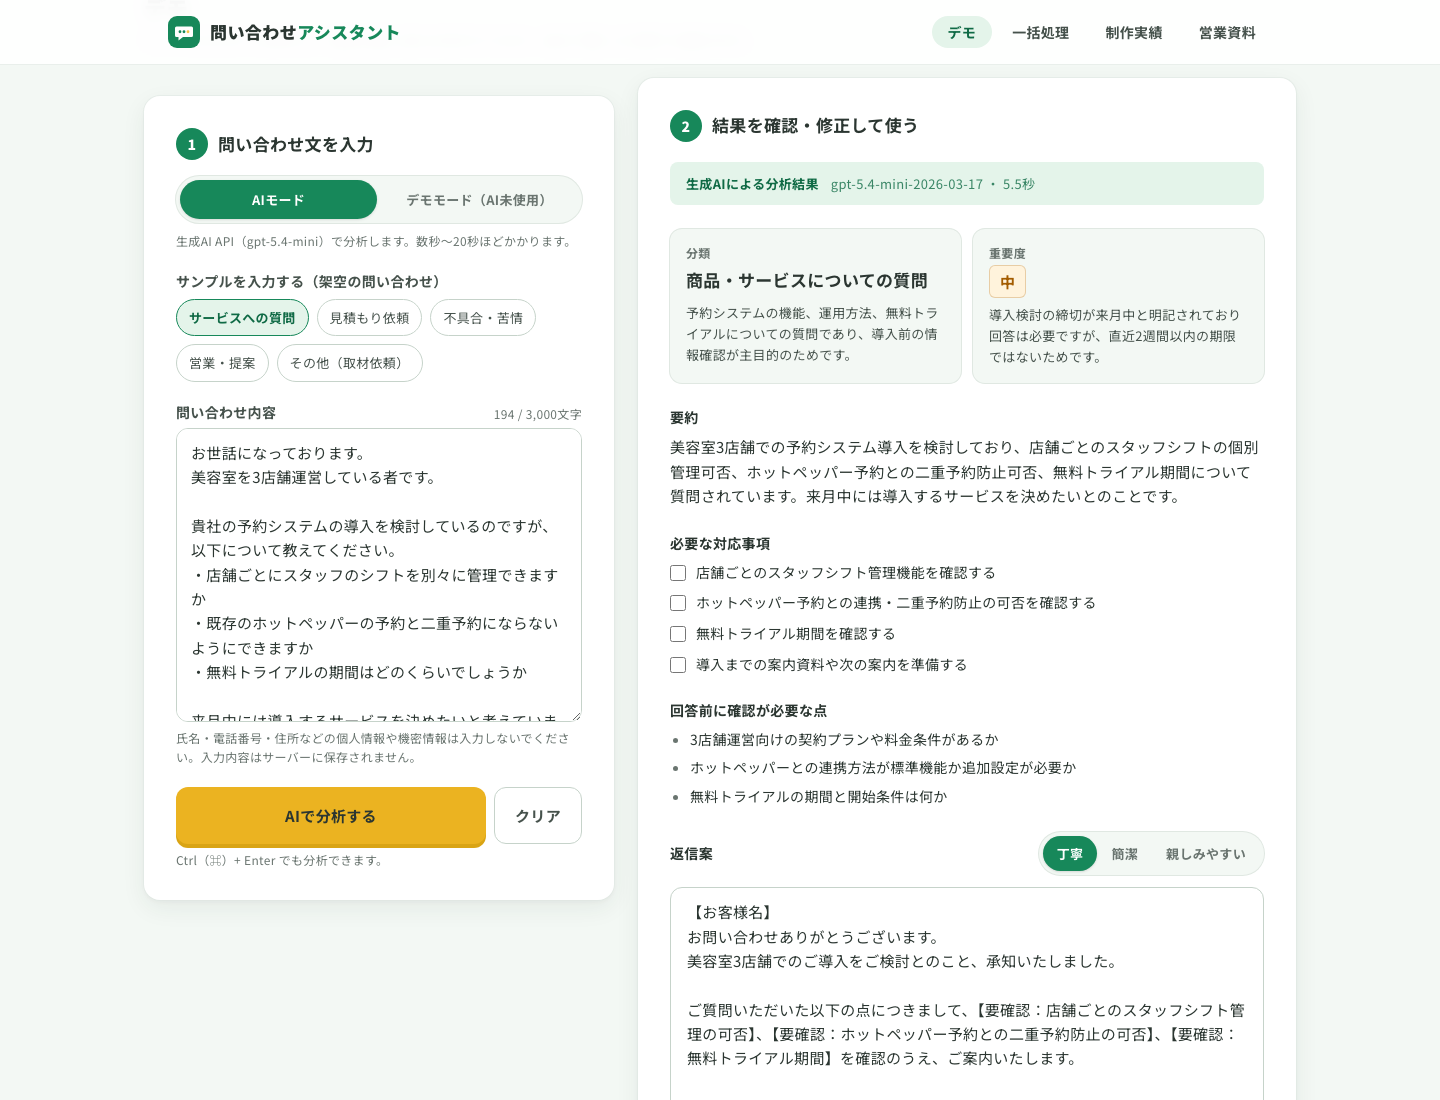 問い合わせアシスタント
デモ
一括処理
制作実績
営業資料
1 問い合わせ文を入力
AIモード
デモモード（AI未使用）
生成AI API（gpt-5.4-mini）で分析します。数秒〜20秒ほどかかります。
サンプルを入力する（架空の問い合わせ）
サービスへの質問
見積もり依頼
不具合・苦情
営業・提案
その他（取材依頼）
問い合わせ内容
194 / 3,000文字
お世話になっております。
美容室を3店舗運営している者です。
貴社の予約システムの導入を検討しているのですが、
以下について教えてください。
・店舗ごとにスタッフのシフトを別々に管理できます
か
・既存のホットペッパーの予約と二重予約にならない
ようにできますか
・無料トライアルの期間はどのくらいでしょうか
来月中には導入するサービスを決めたいと考えていま
氏名・電話番号・住所などの個人情報や機密情報は入力しないでくださ
い。入力内容はサーバーに保存されません。
AIで分析する
クリア
Ctrl（⌘）+ Enter でも分析できます。
2 結果を確認・修正して使う
生成AIによる分析結果 gpt-5.4-mini-2026-03-17 ・ 5.5秒
分類
商品・サービスについての質問
予約システムの機能、運用方法、無料トラ
イアルについての質問であり、導入前の情
報確認が主目的のためです。
重要度
中
導入検討の締切が来月中と明記されており
回答は必要ですが、直近2週間以内の期限
ではないためです。
要約
美容室3店舗での予約システム導入を検討しており、店舗ごとのスタッフシフトの個別
管理可否、ホットペッパー予約との二重予約防止可否、無料トライアル期間について
質問されています。来月中には導入するサービスを決めたいとのことです。
必要な対応事項
店舗ごとのスタッフシフト管理機能を確認する
ホットペッパー予約との連携・二重予約防止の可否を確認する
無料トライアル期間を確認する
導入までの案内資料や次の案内を準備する
回答前に確認が必要な点
• 3店舗運営向けの契約プランや料金条件があるか
• ホットペッパーとの連携方法が標準機能か追加設定が必要か
• 無料トライアルの期間と開始条件は何か
返信案
丁寧
簡潔
親しみやすい
【お客様名】
お問い合わせありがとうございます。
美容室3店舗でのご導入をご検討とのこと、承知いたしました。
ご質問いただいた以下の点につきまして、【要確認：店舗ごとのスタッフシフト管
理の可否】、【要確認：ホットペッパー予約との二重予約防止の可否】、【要確認：
無料トライアル期間】を確認のうえ、ご案内いたします。